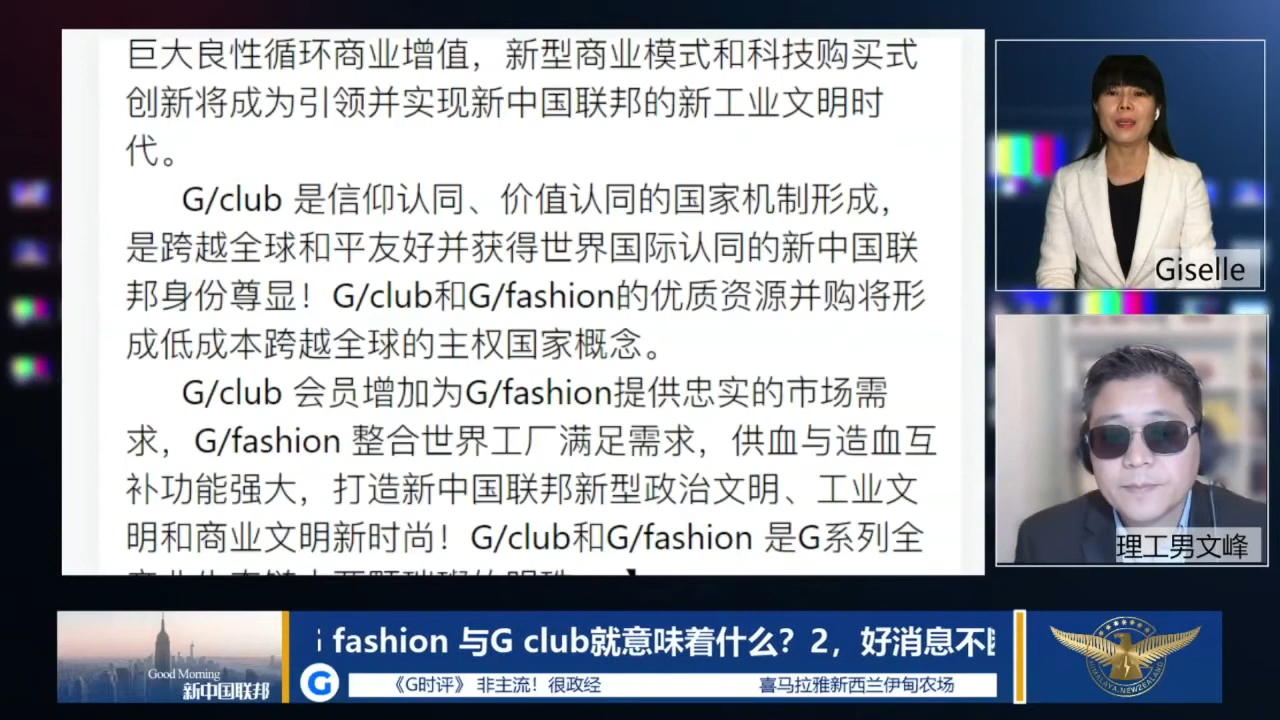 巨大良性循环商业增值，新型商业模式和科技购买式
创新将成为引领并实现新中国联邦的新工业文明时
代。
G/club 是信仰认同、价值认同的国家机制形成，
是跨越全球和平友好并获得世界国际认同的新中国联
邦身份尊显！G/club和G/fashion的优质资源并购将形
成低成本跨越全球的主权国家概念。
G/club 会员增加为G/fashion提供忠实的市场需
求，G/fashion 整合世界工厂满足需求，供血与造血互
补功能强大，打造新中国联邦新型政治文明、工业文
明和商业文明新时尚！G/club和G/fashion 是G系列全
Giselle
理工男文峰
fashion 与G club就意味着什么？2，好消息不
Good Morning
新中国联邦
G
《G时评》 非主流！很政经
喜马拉雅新西兰伊甸农场
HIMALAYA.NEWZEALAND